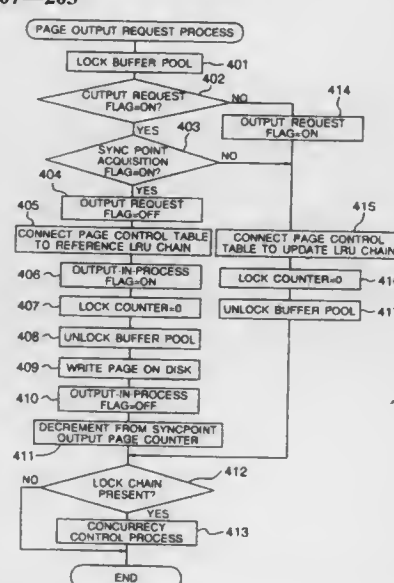 PAGE OUTPUT REQUEST PROCESS
LOCK BUFFER POOL
401
402
OUTPUT REQUEST
FLAG=ON?
NO
414
YES
OUTPUT REQUEST
FLAG=ON
403
SYNC POINT
ACQUISITION
FLAG=ON?
NO
404
YES
OUTPUT REQUEST
FLAG=OFF
405
CONNECT PAGE CONTROL TABLE
TO REFERENCE LRU CHAIN
415
CONNECT PAGE CONTROL
TABLE TO UPDATE LRU CHAIN
406
OUTPUT-IN-PROCESS
FLAG=ON
LOCK COUNTER=0
407
LOCK COUNTER=0
UNLOCK BUFFER POOL
408
UNLOCK BUFFER POOL
409
WRITE PAGE ON DISK
410
OUTPUT-IN-PROCESS
FLAG=OFF
DECREMENT FROM SYNCPOINT
OUTPUT PAGE COUNTER
411
412
NO
LOCK CHAIN
PRESENT?
YES
CONCURRECY
CONTROL PROCESS
413
END